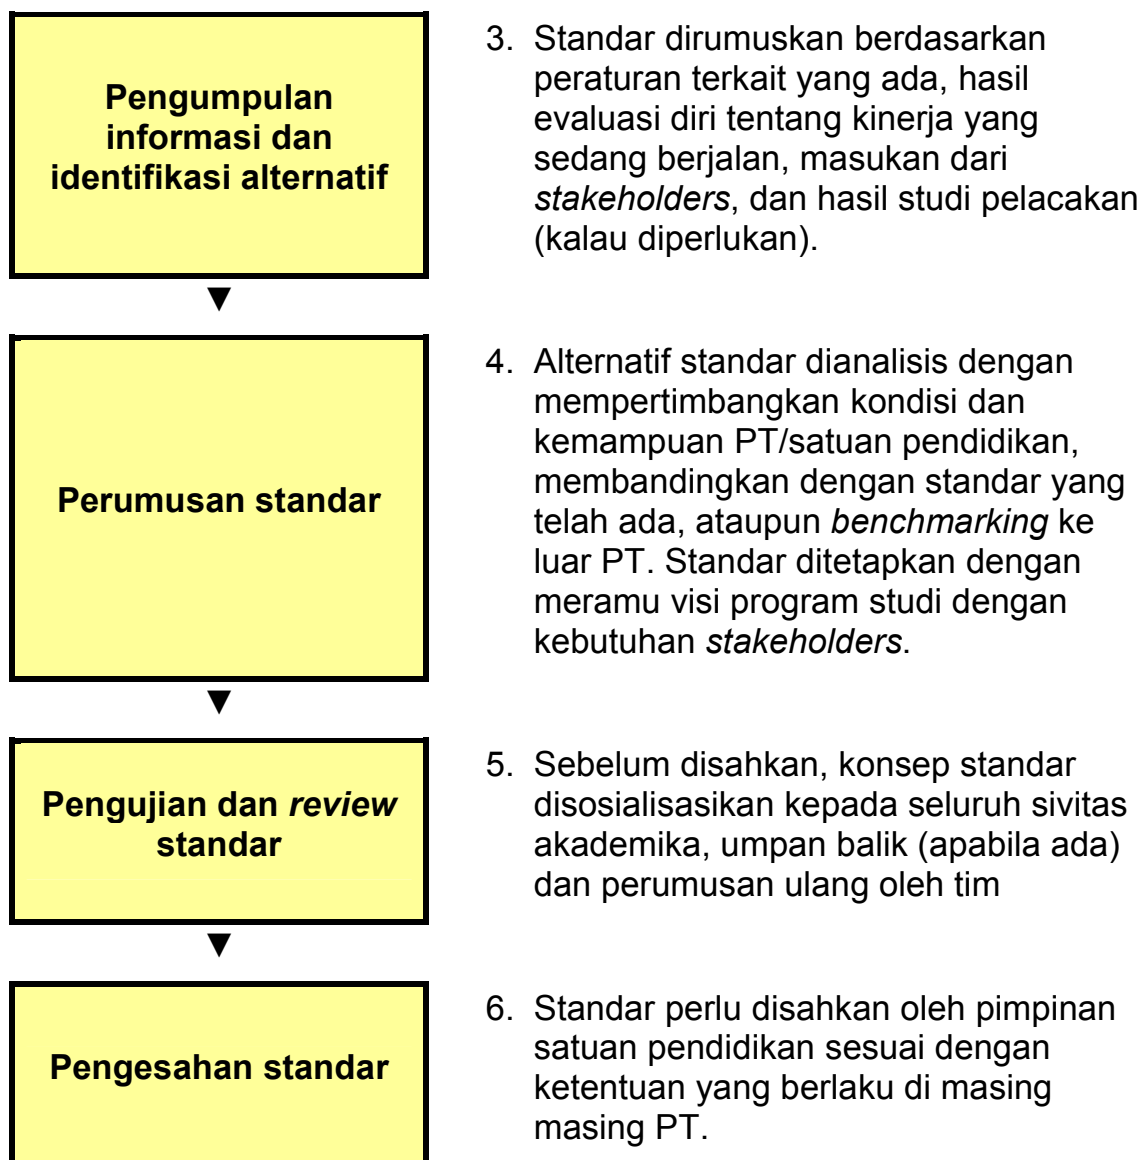 Pengumpulan
informasi dan
identifikasi alternatif
3. Standar dirumuskan berdasarkan
peraturan terkait yang ada, hasil
evaluasi diri tentang kinerja yang
sedang berjalan, masukan dari
stakeholders, dan hasil studi pelacakan
(kalau diperlukan).
▼
Perumusan standar
4. Alternatif standar dianalisis dengan
mempertimbangkan kondisi dan
kemampuan PT/satuan pendidikan,
membandingkan dengan standar yang
telah ada, ataupun benchmarking ke
luar PT. Standar ditetapkan dengan
meramu visi program studi dengan
kebutuhan stakeholders.
▼
Pengujian dan review
standar
5. Sebelum disahkan, konsep standar
disosialisasikan kepada seluruh sivitas
akademika, umpan balik (apabila ada)
dan perumusan ulang oleh tim
▼
Pengesahan standar
6. Standar perlu disahkan oleh pimpinan
satuan pendidikan sesuai dengan
ketentuan yang berlaku di masing
masing PT.